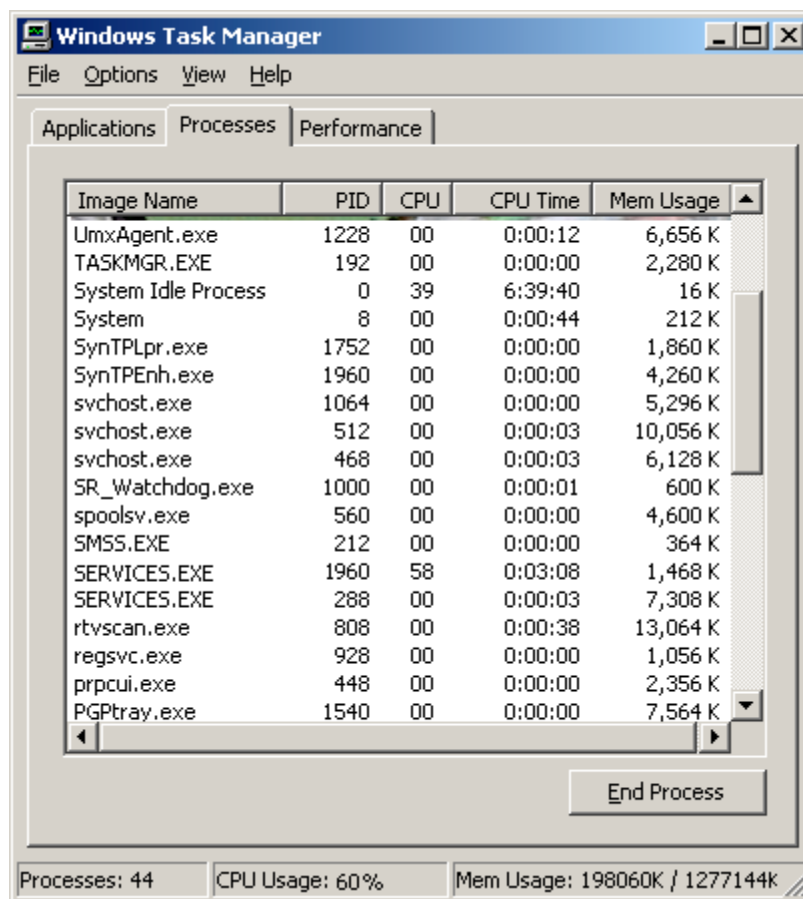 Windows Task Manager
File Options View Help
Applications Processes Performance
Image Name PID CPU CPU Time Mem Usage
UmxAgent.exe 1228 00 0:00:12 6,656 K
TASKMGR.EXE 192 00 0:00:00 2,280 K
System Idle Process 0 39 6:39:40 16 K
System 8 00 0:00:44 212 K
SynTPLpr.exe 1752 00 0:00:00 1,860 K
SynTPEnh.exe 1960 00 0:00:00 4,260 K
svchost.exe 1064 00 0:00:00 5,296 K
svchost.exe 512 00 0:00:03 10,056 K
svchost.exe 468 00 0:00:03 6,128 K
SR_Watchdog.exe 1000 00 0:00:01 600 K
spoolsv.exe 560 00 0:00:00 4,600 K
SMSS.EXE 212 00 0:00:00 364 K
SERVICES.EXE 1960 58 0:03:08 1,468 K
SERVICES.EXE 288 00 0:00:03 7,308 K
rtvscan.exe 808 00 0:00:38 13,064 K
regsvc.exe 928 00 0:00:00 1,056 K
prpcui.exe 448 00 0:00:00 2,356 K
PGPtray.exe 1540 00 0:00:00 7,564 K
End Process
Processes: 44 CPU Usage: 60% Mem Usage: 198060K / 1277144K